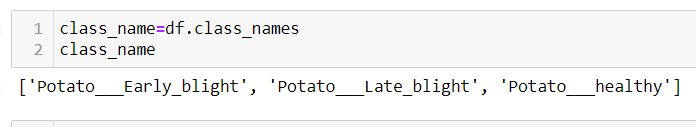 1 class_name=df.class_names
2 class_name
['Potato___Early_blight', 'Potato___Late_blight', 'Potato___healthy']